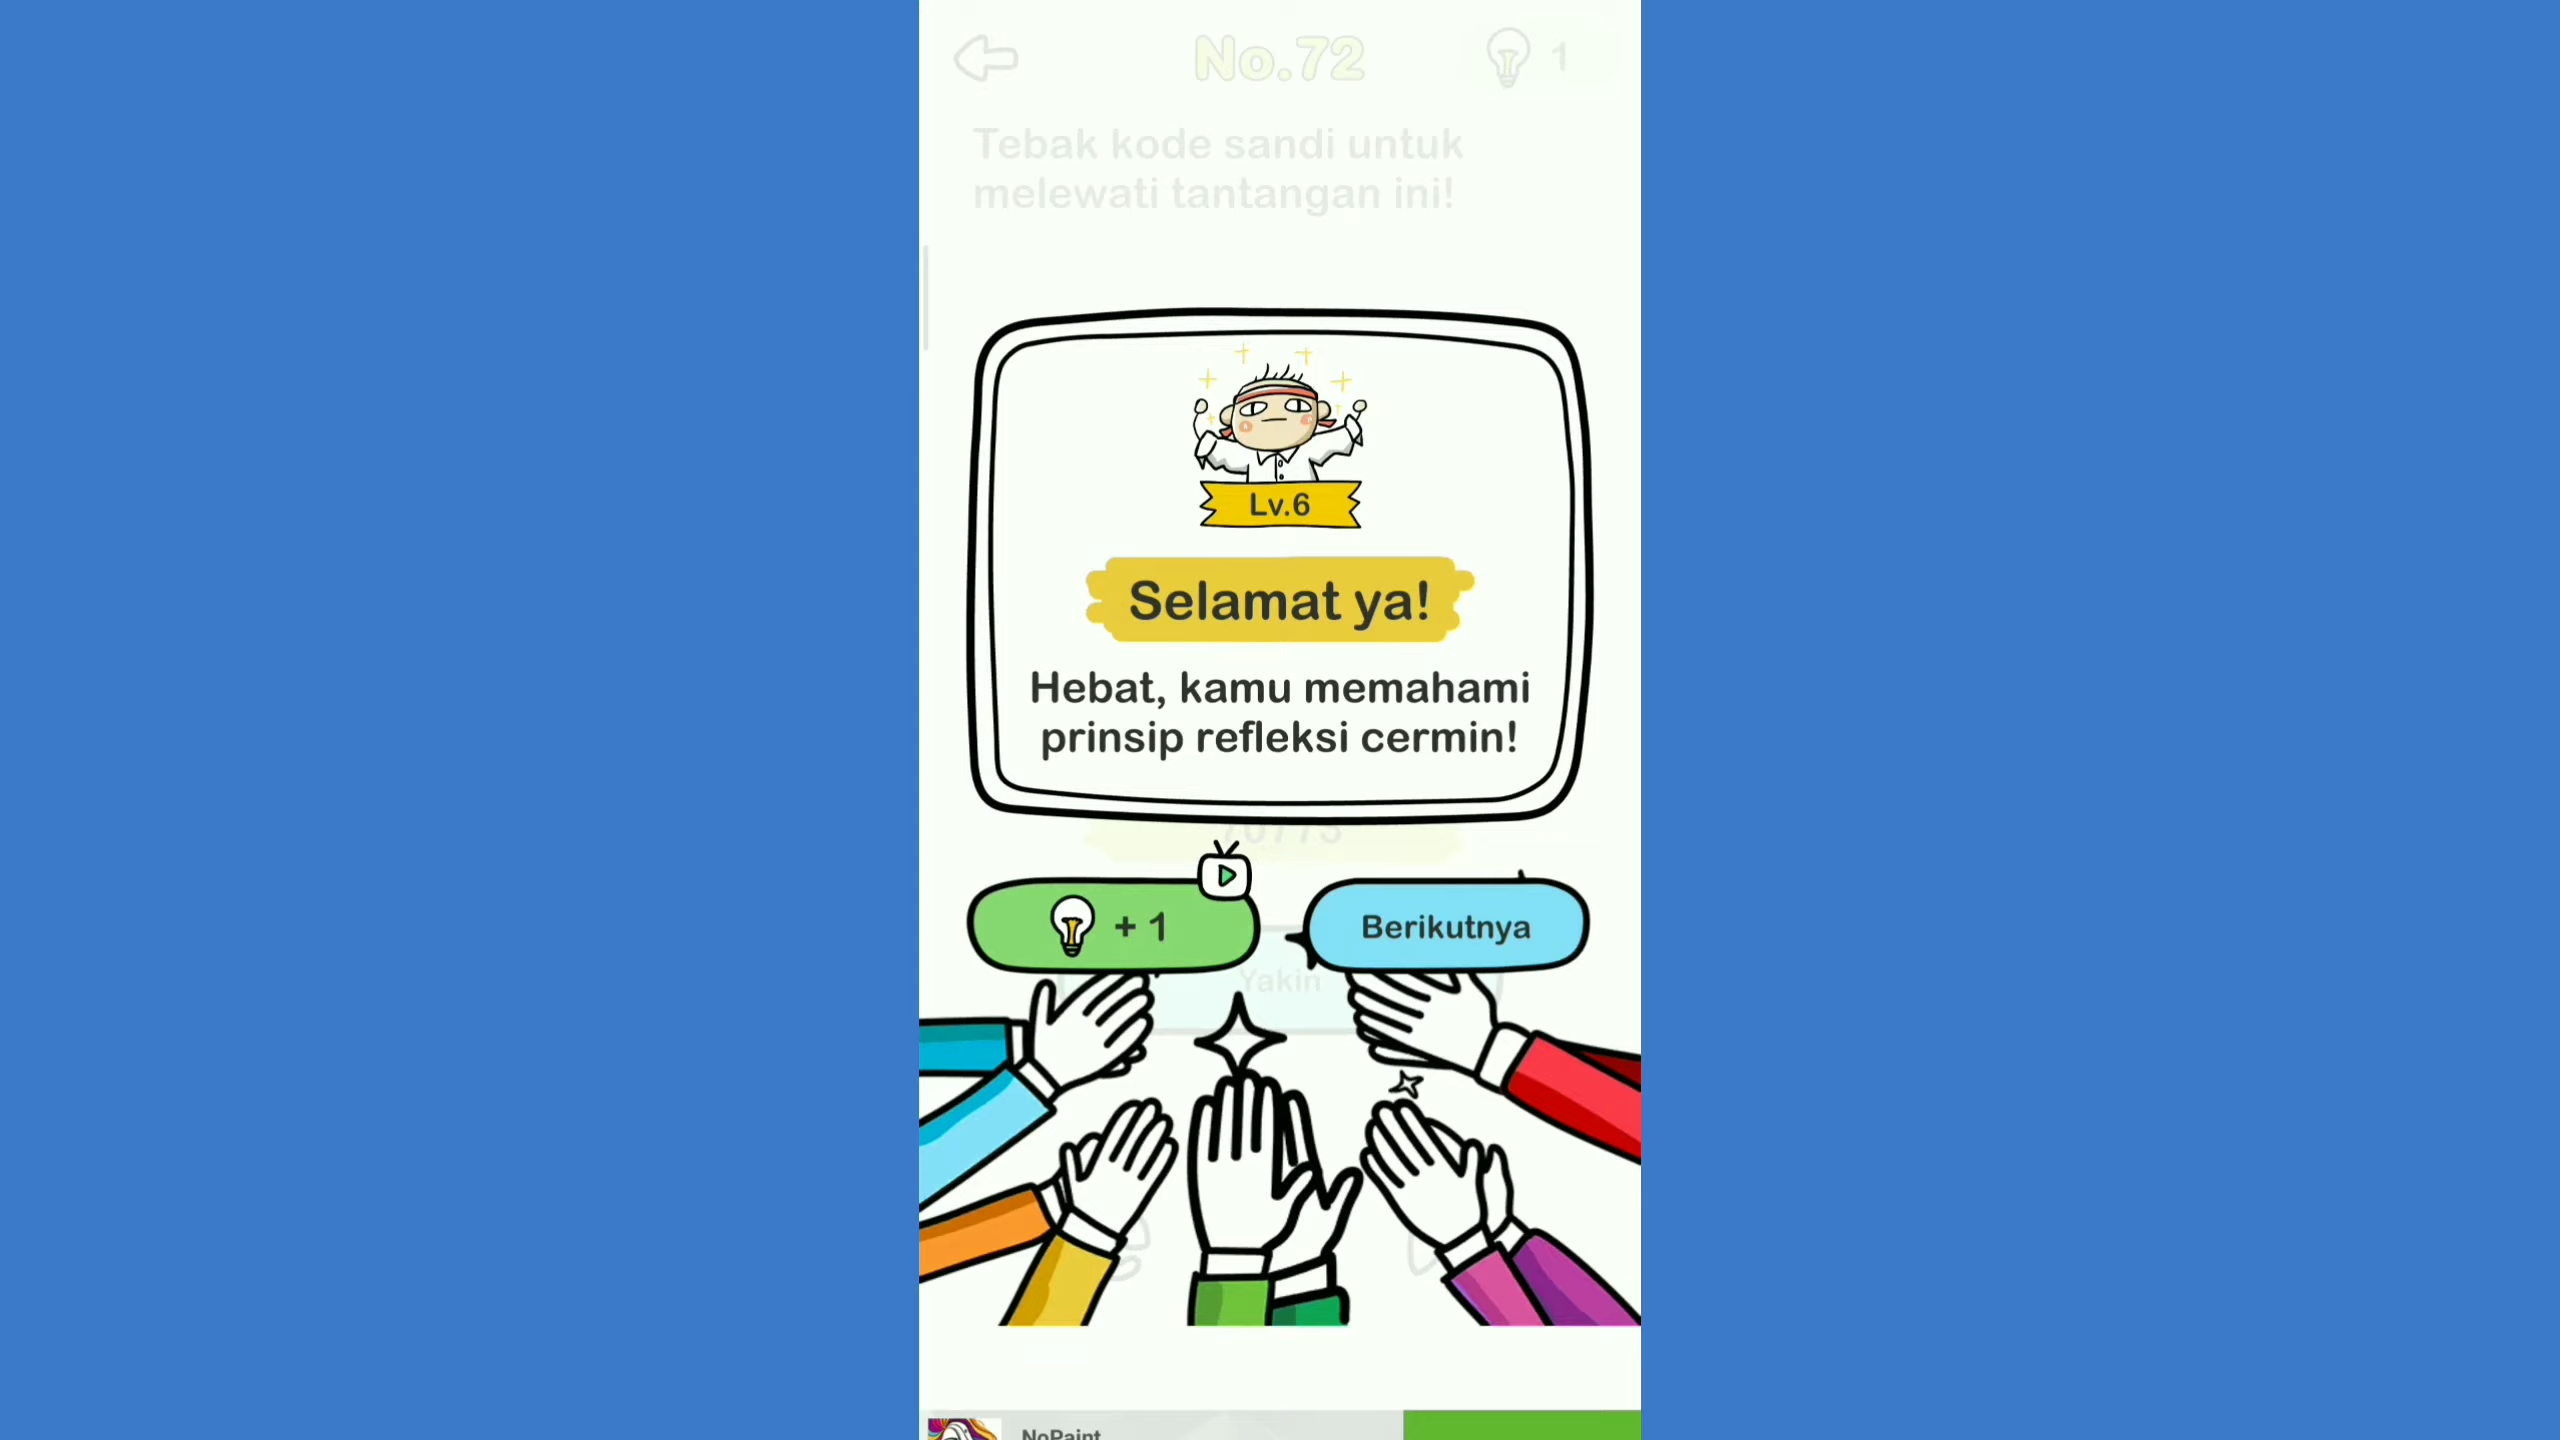 No.72
1
Tebak kode sandi untuk
melewati tantangan ini!
Lv.6
Selamat ya!
Hebat, kamu memahami
prinsip refleksi cermin!
+ 1
Berikutnya
Yakin
NoPaint